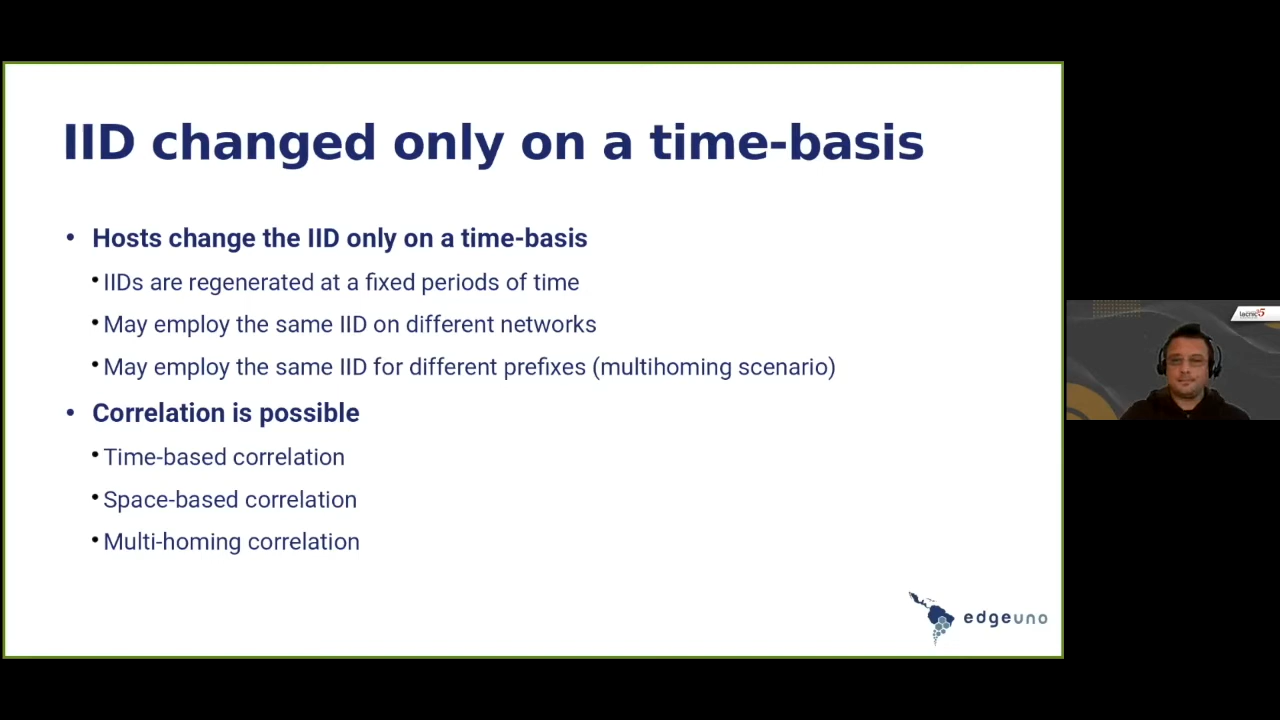 IID changed only on a time-basis
• Hosts change the IID only on a time-basis
• IIDs are regenerated at a fixed periods of time
• May employ the same IID on different networks
• May employ the same IID for different prefixes (multihoming scenario)
• Correlation is possible
• Time-based correlation
• Space-based correlation
• Multi-homing correlation
edgeuno
lacnic